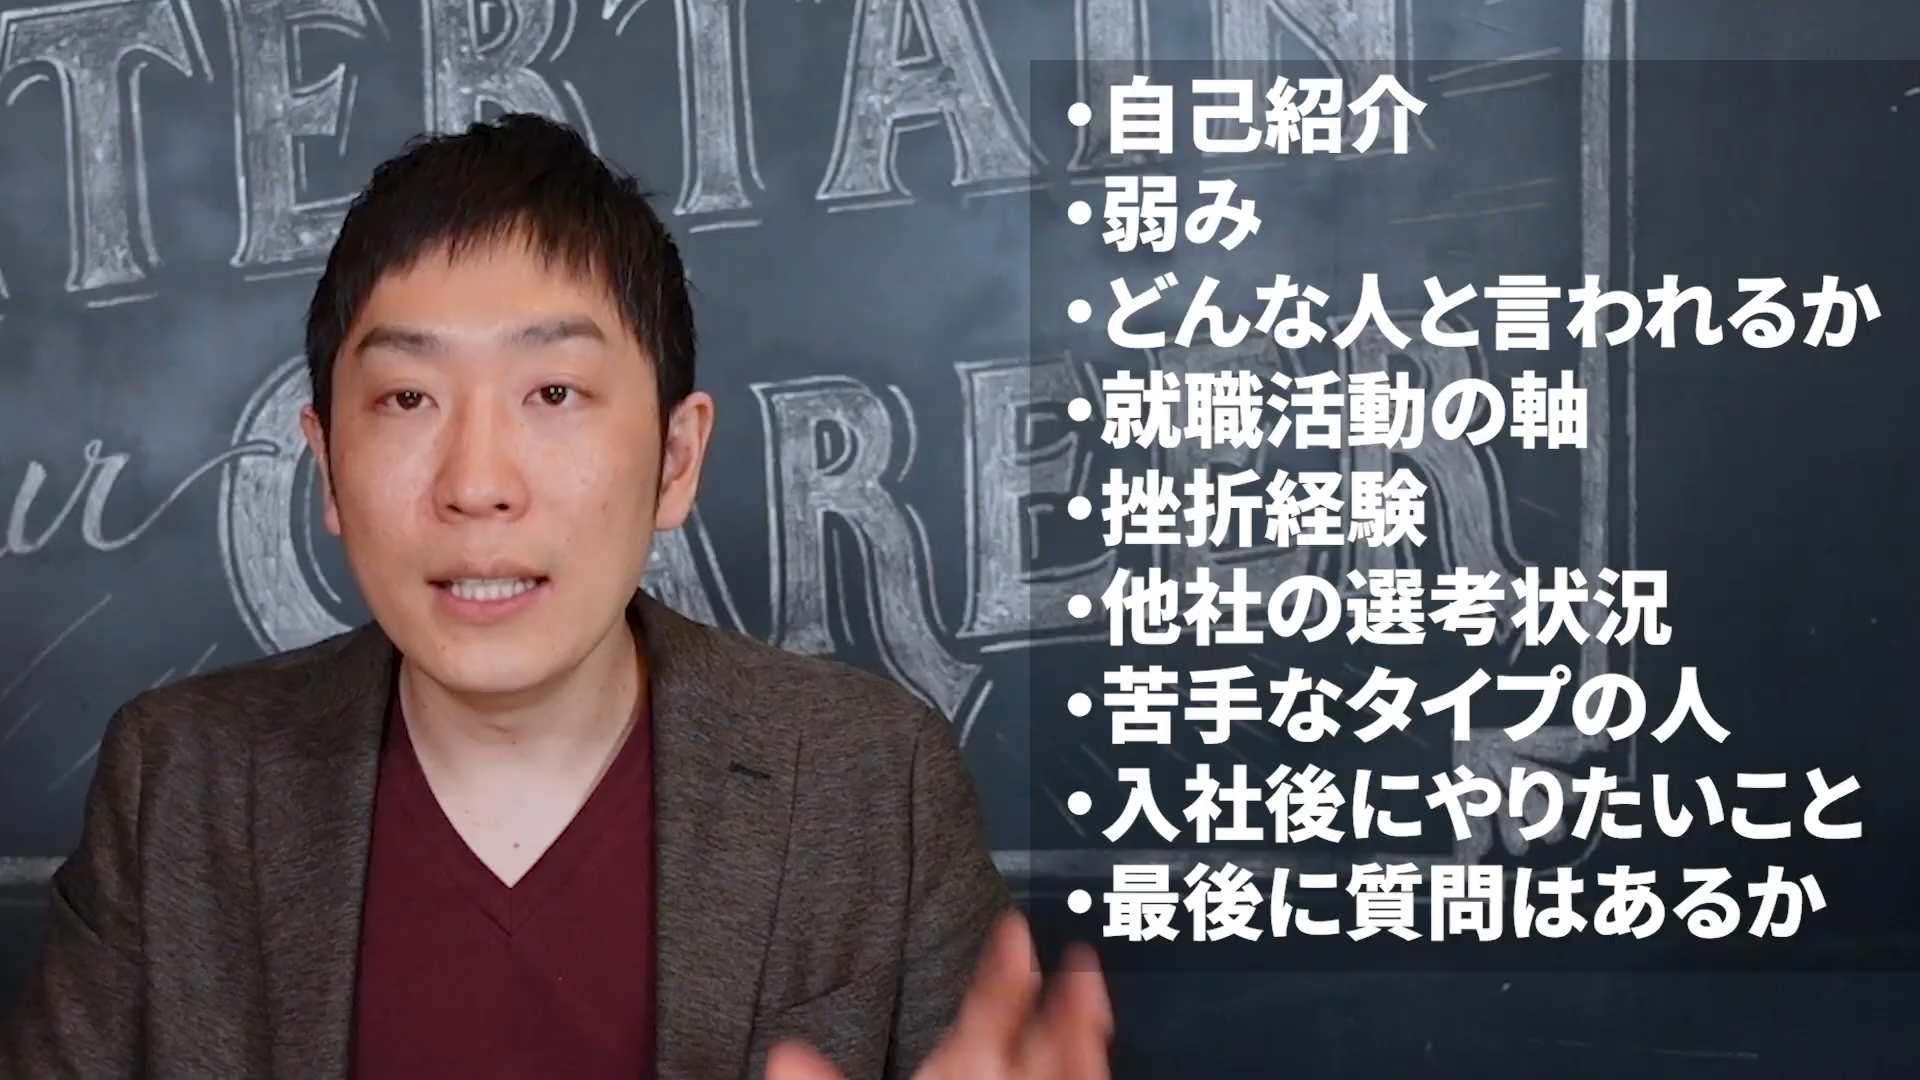 TERTAIN
ur CAREER
・自己紹介
・弱み
・どんな人と言われるか
・就職活動の軸
・挫折経験
・他社の選考状況
・苦手なタイプの人
・入社後にやりたいこと
・最後に質問はあるか